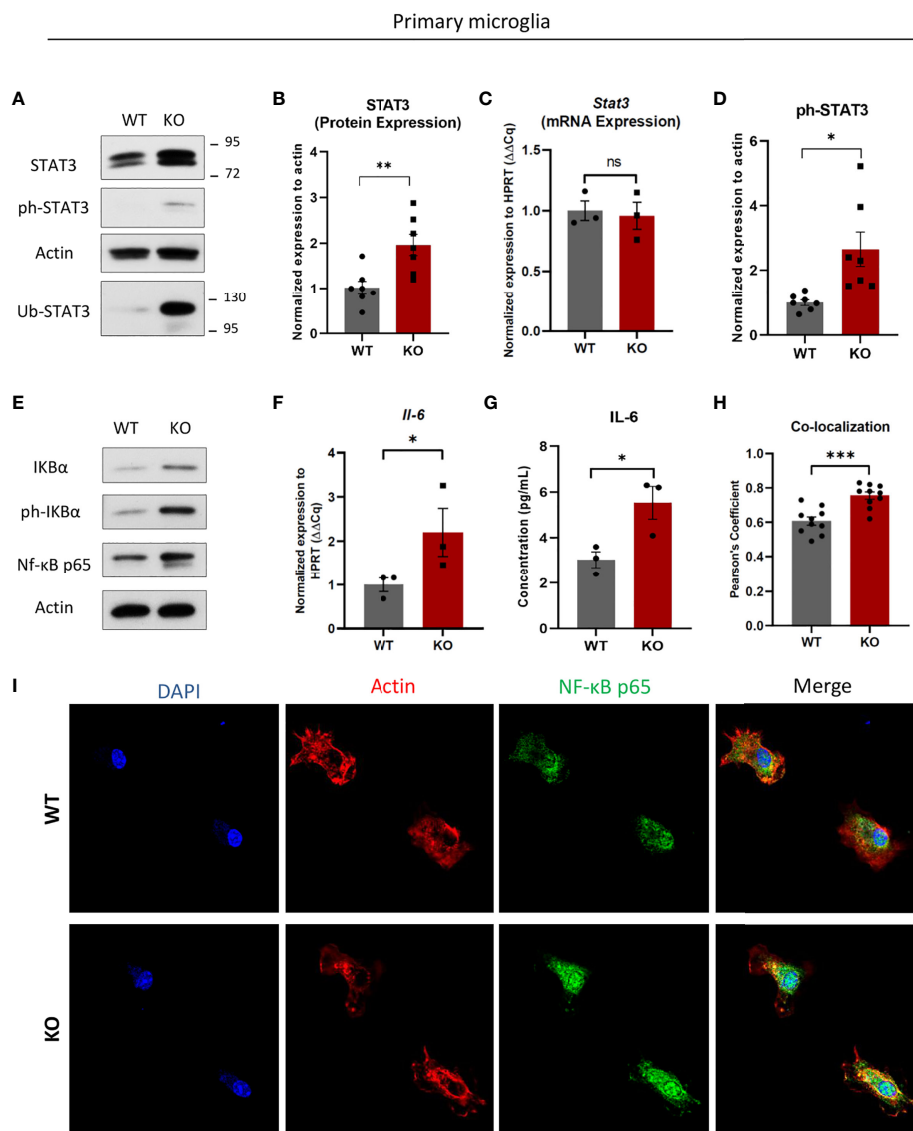 Primary microglia
A
WT KO
STAT3
ph-STAT3
Actin
Ub-STAT3
95
72
130
95
B
STAT3
(Protein Expression)
Normalized expression to actin
**
4
3
2
1
0
WT KO
C
Stat3
(mRNA Expression)
Normalized expression to HPRT (ΔΔCq)
ns
1.5
1.0
0.5
0.0
WT KO
D
ph-STAT3
Normalized expression to actin
*
6
4
2
0
WT KO
E
WT KO
IKBα
ph-IKBα
Nf-κB p65
Actin
F
Il-6
Normalized expression to
HPRT (ΔΔCq)
*
4
3
2
1
0
WT KO
G
IL-6
Concentration (pg/mL)
*
8
6
4
2
0
WT KO
H
Co-localization
Pearson's Coefficient
***
1.0
0.8
0.6
0.4
0.2
0.0
WT KO
I
DAPI Actin NF-κB p65 Merge
WT
KO